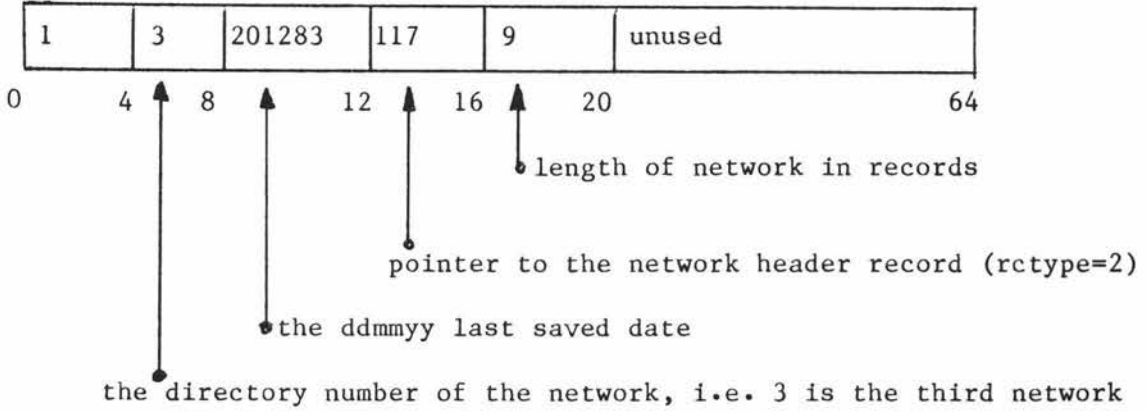 1 3 201283 117 9 unused
0 4 8 12 16 20 64
length of network in records
pointer to the network header record (rctype=2)
the ddmmyy last saved date
the directory number of the network, i.e. 3 is the third network